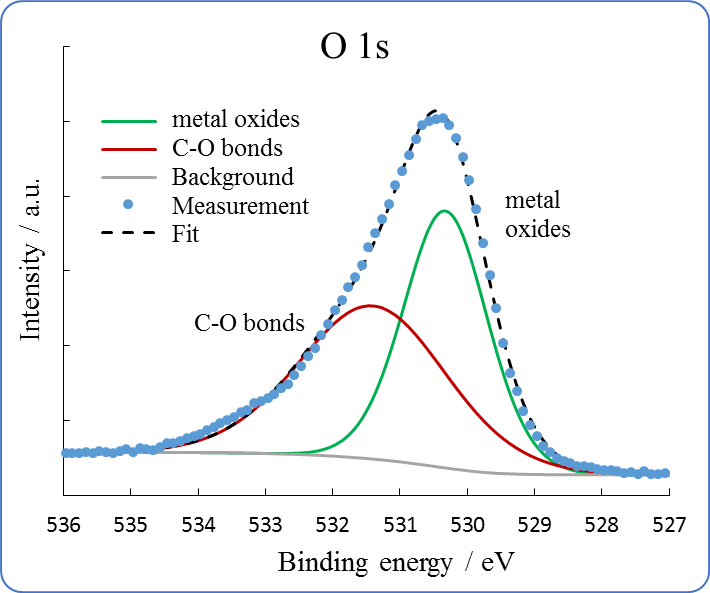 O 1s
metal oxides
C-O bonds
Background
Measurement
Fit
metal
oxides
C-O bonds
Intensity / a.u.
536 535 534 533 532 531 530 529 528 527
Binding energy / eV